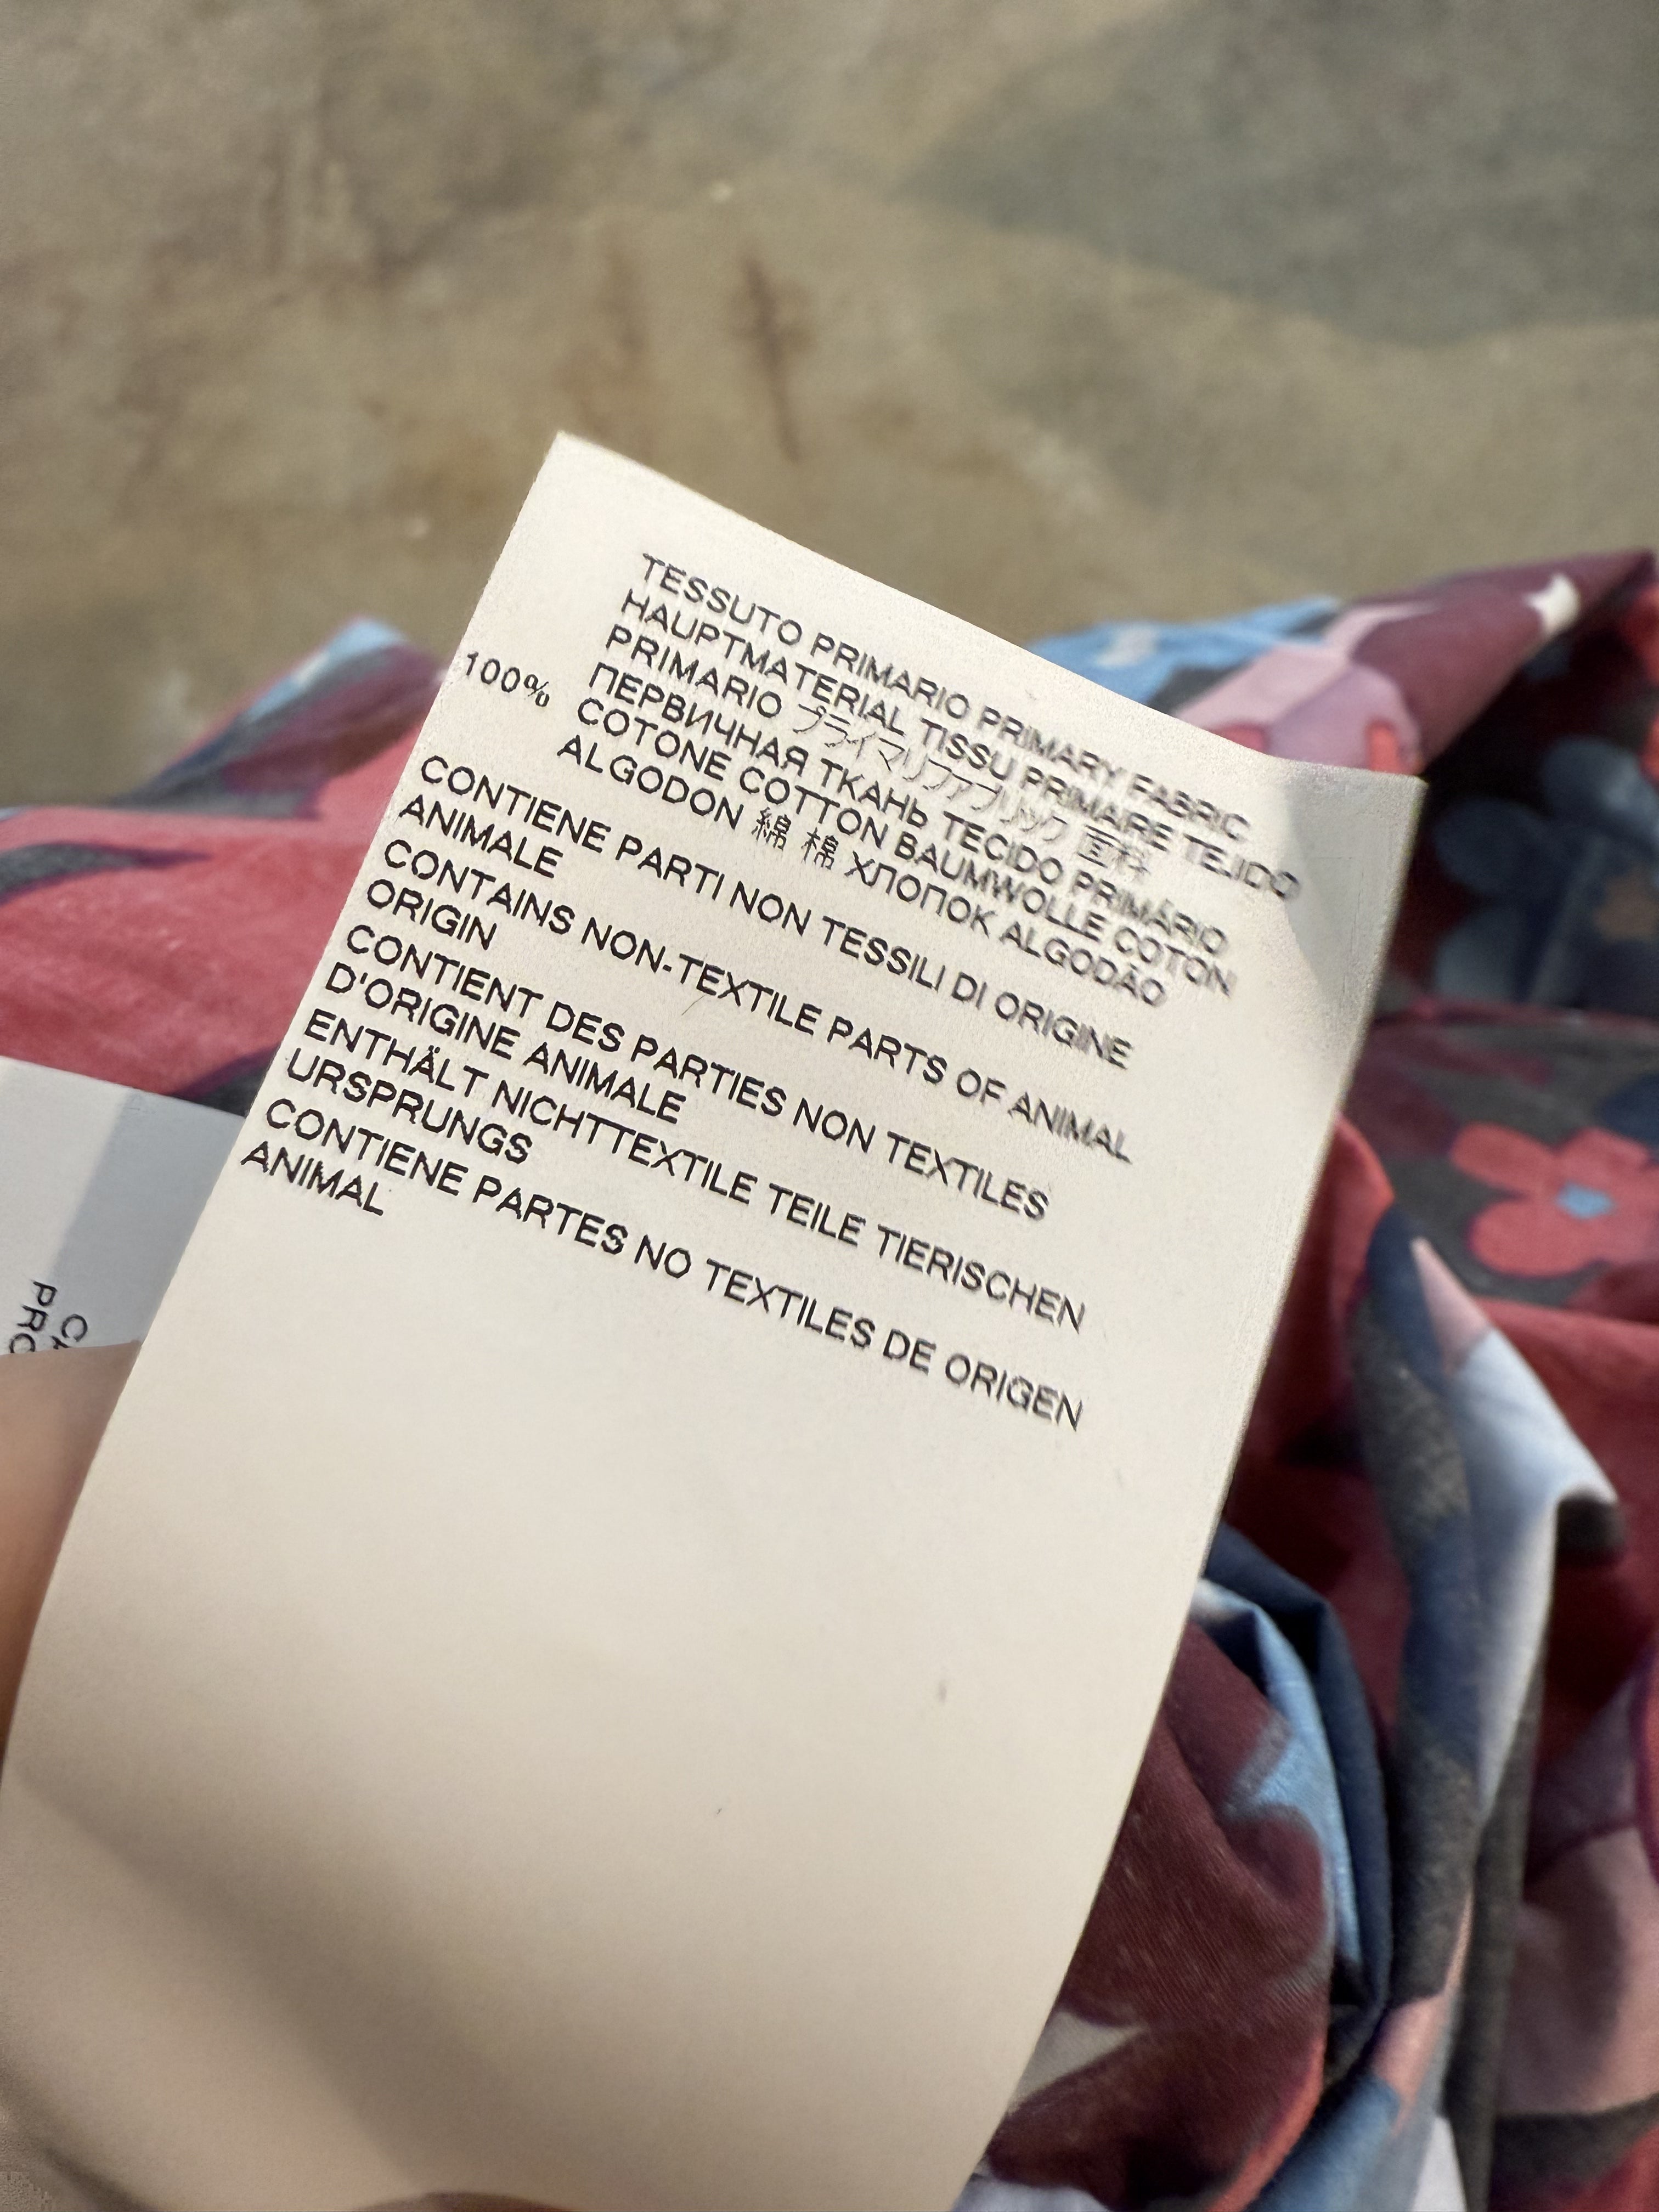 TESSUTO PRIMARIO PRIMARY FABRIC
HAUPTMATERIAL TISSU PRIMAIRE TEJIDO
PRIMARIO プライマリファブリック 面料
ПЕРВИЧНАЯ ТКАНЬ TECIDO PRIMÁRIO
100% COTONE COTTON BAUMWOLLE COTON
ALGODON 綿 棉 ХЛОПОК ALGODÃO
CONTIENE PARTI NON TESSILI DI ORIGINE
ANIMALE
CONTAINS NON-TEXTILE PARTS OF ANIMAL
ORIGIN
CONTIENT DES PARTIES NON TEXTILES
D'ORIGINE ANIMALE
ENTHÄLT NICHTTEXTILE TEILE TIERISCHEN
URSPRUNGS
CONTIENE PARTES NO TEXTILES DE ORIGEN
ANIMAL